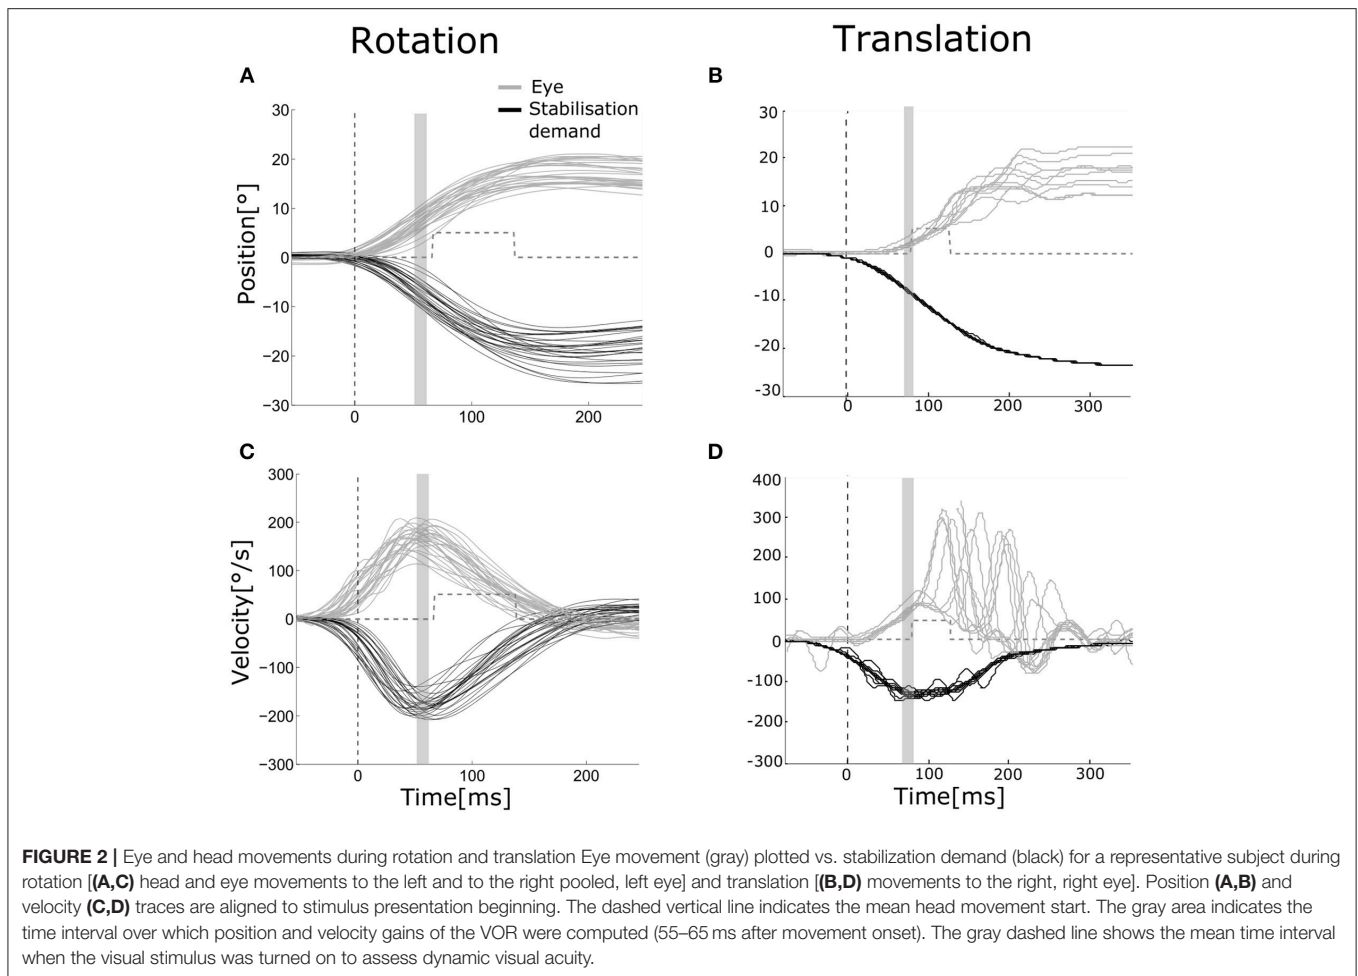 Rotation
Translation
A
B
Eye
Stabilisation
demand
30
20
10
0
−10
−20
−30
Position[°]
0
100
200
30
20
10
0
-10
-20
-30
0
100
200
300
C
D
300
200
100
0
−100
−200
−300
Velocity[°/s]
0
100
200
Time[ms]
400
300
200
100
0
-100
-200
-300
0
100
200
300
Time[ms]
FIGURE 2 | Eye and head movements during rotation and translation Eye movement (gray) plotted vs. stabilization demand (black) for a representative subject during
rotation [(A,C) head and eye movements to the left and to the right pooled, left eye] and translation [(B,D) movements to the right, right eye]. Position (A,B) and
velocity (C,D) traces are aligned to stimulus presentation beginning. The dashed vertical line indicates the mean head movement start. The gray area indicates the
time interval over which position and velocity gains of the VOR were computed (55–65 ms after movement onset). The gray dashed line shows the mean time interval
when the visual stimulus was turned on to assess dynamic visual acuity.